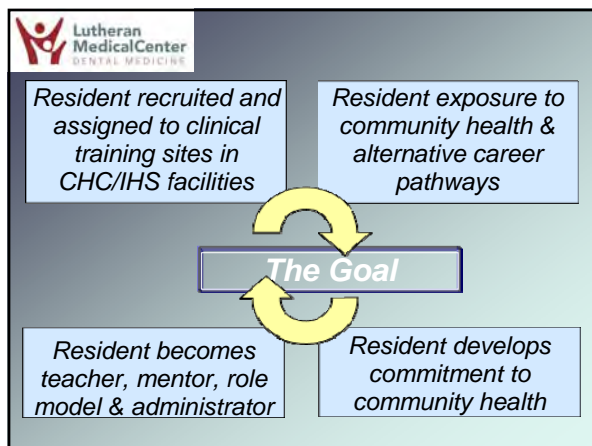 Lutheran
MedicalCenter
DENTAL MEDICINE
Resident recruited and
assigned to clinical
training sites in
CHC/IHS facilities
Resident exposure to
community health &
alternative career
pathways
The Goal
Resident becomes
teacher, mentor, role
model & administrator
Resident develops
commitment to
community health